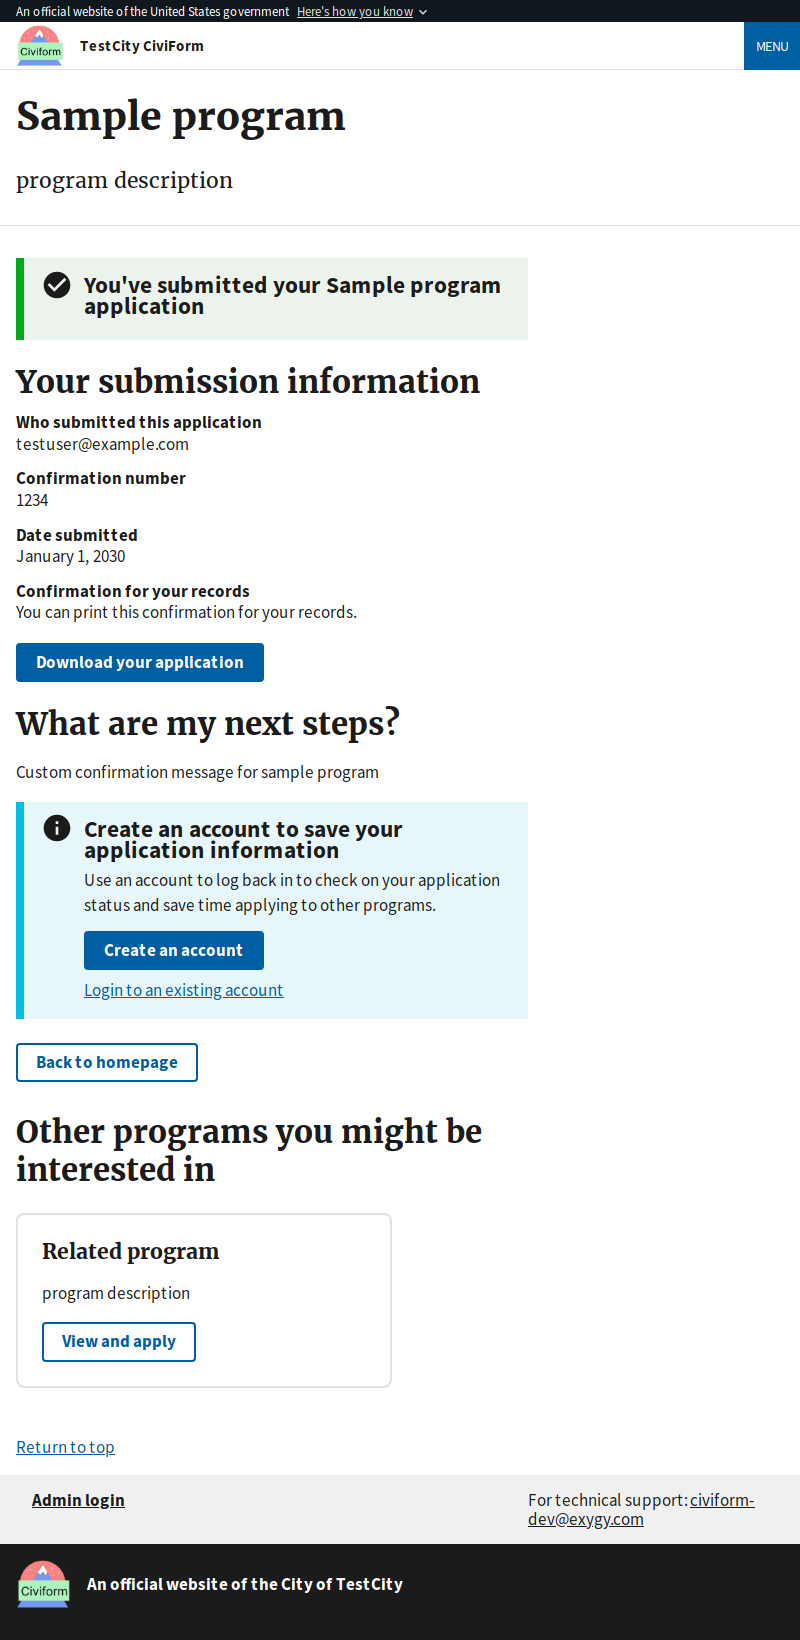 An official website of the United States government Here's how you know
Civiform
TestCity CiviForm
MENU
Sample program
program description
You've submitted your Sample program
application
Your submission information
Who submitted this application
testuser@example.com
Confirmation number
1234
Date submitted
January 1, 2030
Confirmation for your records
You can print this confirmation for your records.
Download your application
What are my next steps?
Custom confirmation message for sample program
Create an account to save your
application information
Use an account to log back in to check on your application
status and save time applying to other programs.
Create an account
Login to an existing account
Back to homepage
Other programs you might be
interested in
Related program
program description
View and apply
Return to top
Admin login
For technical support: civiform-
dev@exygy.com
Civiform
An official website of the City of TestCity